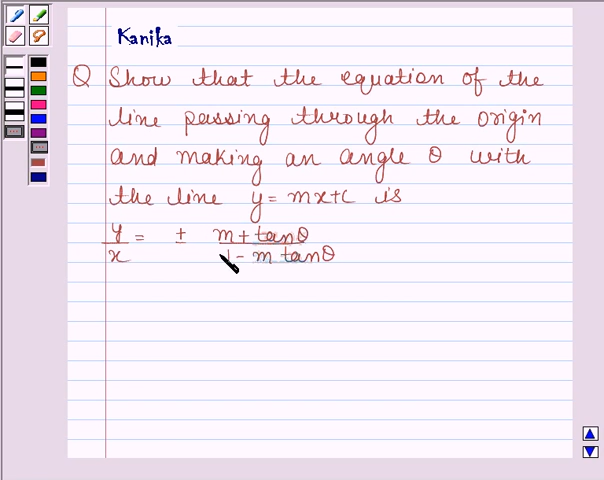 Kanika
Q Show that the equation of the
line passing through the origin
and making an angle θ with
the line y = mx+c is
y/x = ± m + tanθ / 1 - m tanθ